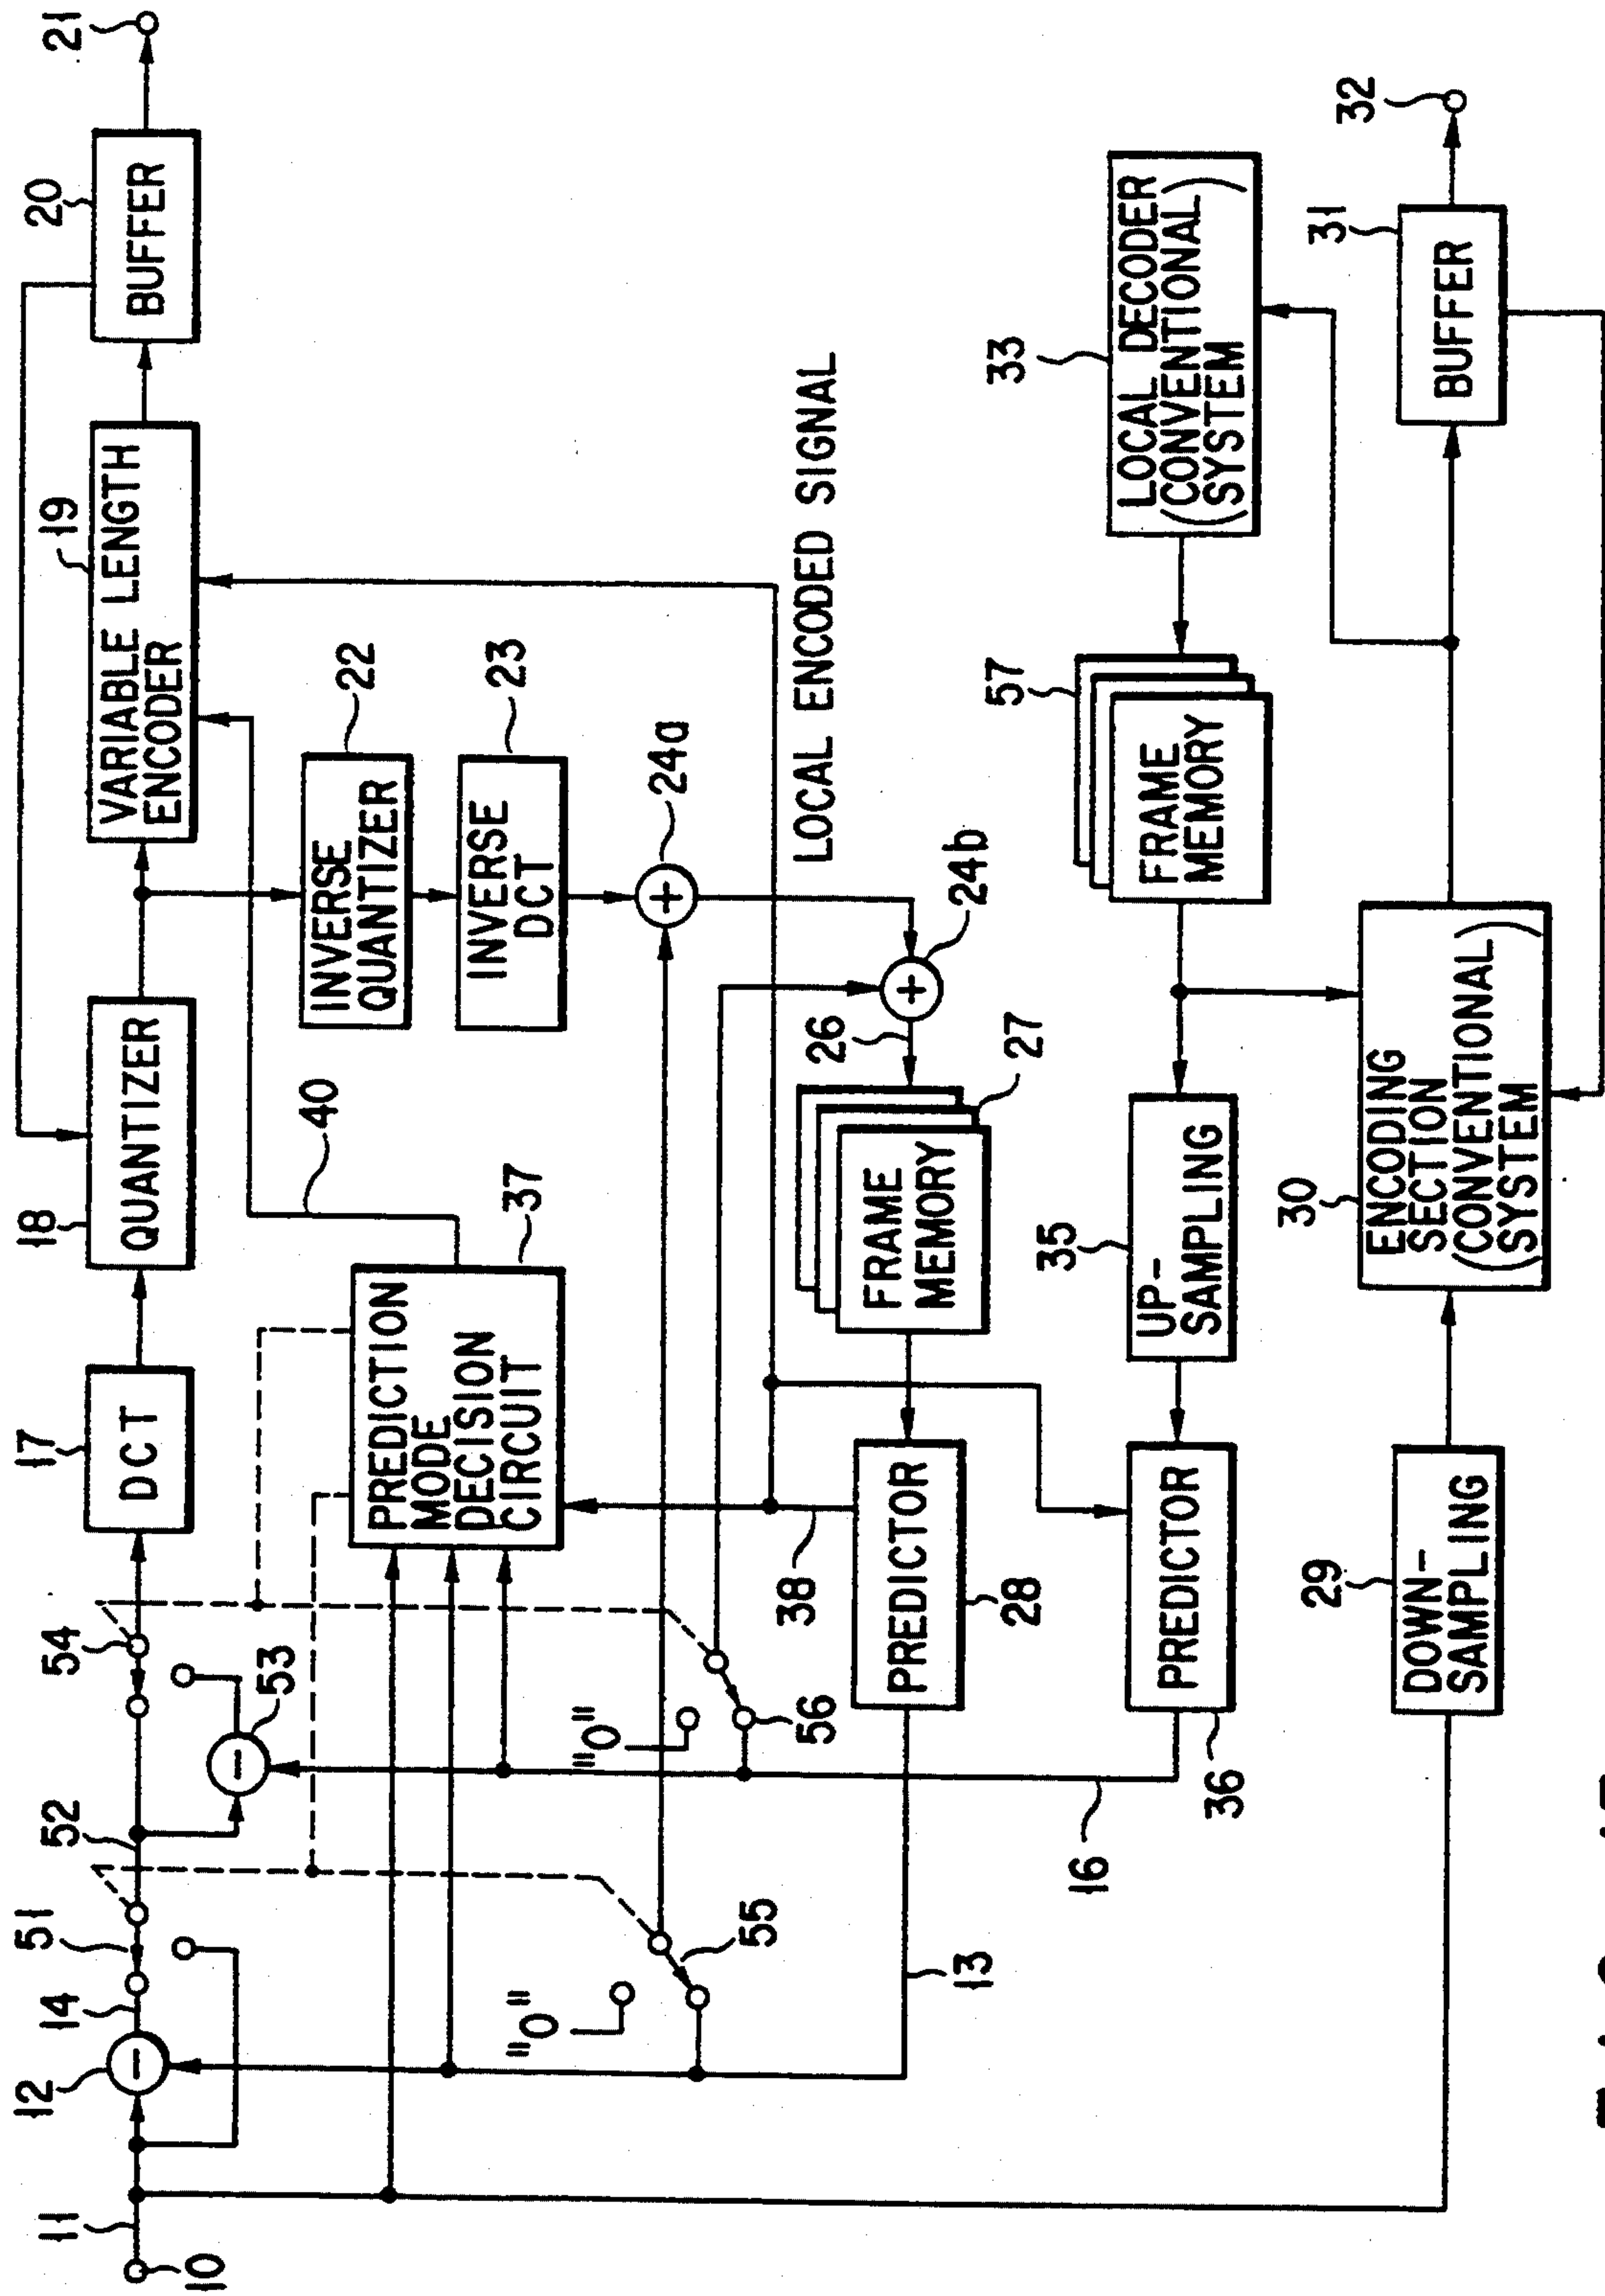 10
11
12
14
51
52
53
54
17
DCT
18
QUANTIZER
19
VARIABLE LENGTH
ENCODER
20
BUFFER
21
40
PREDICTION
MODE
DECISION
CIRCUIT
37
INVERSE
QUANTIZER
22
INVERSE
DCT
23
+
24a
"0"
55
"0"
56
LOCAL ENCODED SIGNAL
+
24b
26
FRAME
MEMORY
27
38
PREDICTOR
28
13
16
PREDICTOR
36
UP-
SAMPLING
35
FRAME
MEMORY
57
LOCAL DECODER
(CONVENTIONAL
SYSTEM)
33
DOWN-
SAMPLING
29
ENCODING
SECTION
(CONVENTIONAL
SYSTEM)
30
BUFFER
31
32